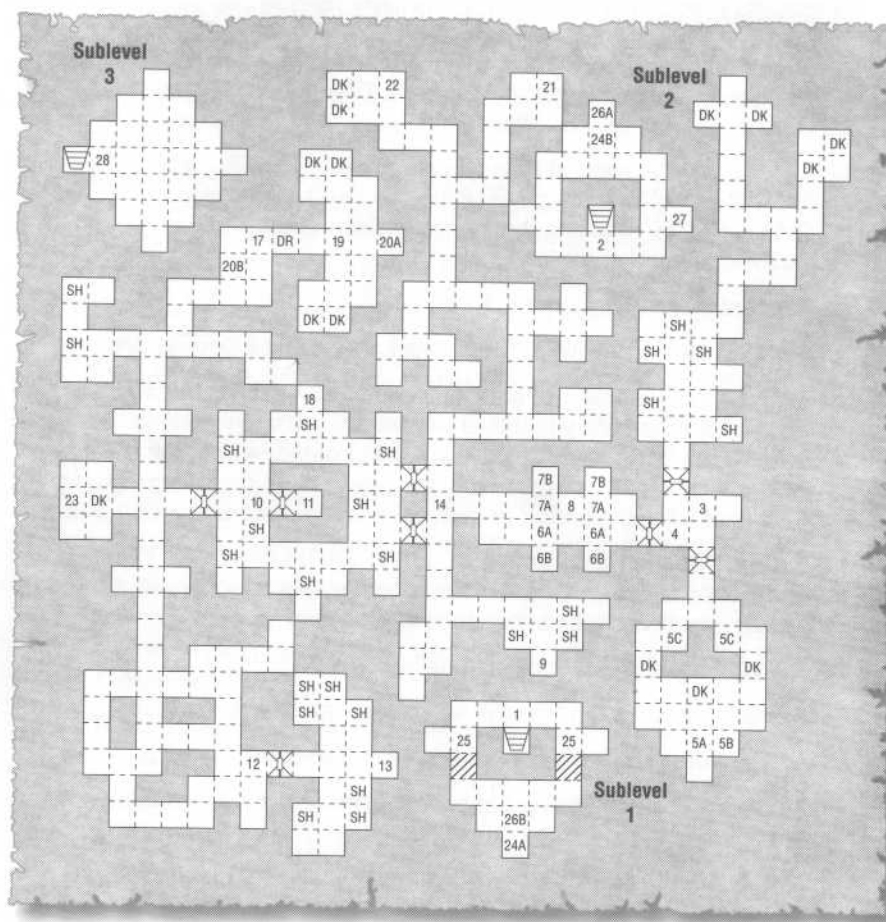 Sublevel
3
DK 22
DK
21
Sublevel
2
26A
24B
DK DK
DK
DK
28
DK DK
27
17 DR 19 20A
2
20B
SH
DK DK
SH
SH
SH SH
18
SH
SH
SH SH
SH
7B 7B
23 DK 10 11 SH 14 7A 8 7A 3
SH 6A 6A 4
SH SH 6B 6B
SH
SH
SH SH 5C 5C
9 DK DK
SH SH
SH SH 1 DK
25 25 5A 5B
12 13
SH Sublevel
1
SH SH 26B
24A